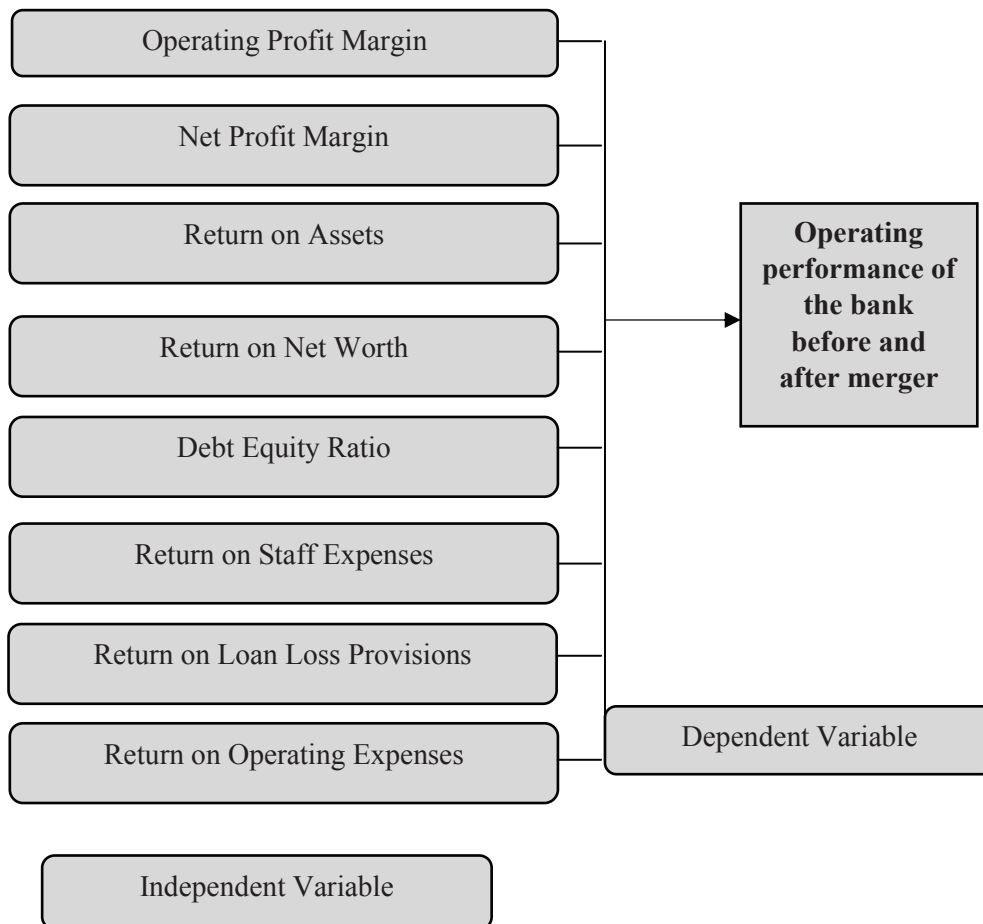 Operating Profit Margin
Net Profit Margin
Return on Assets
Return on Net Worth
Debt Equity Ratio
Return on Staff Expenses
Return on Loan Loss Provisions
Return on Operating Expenses
Independent Variable
Operating
performance of
the bank
before and
after merger
Dependent Variable